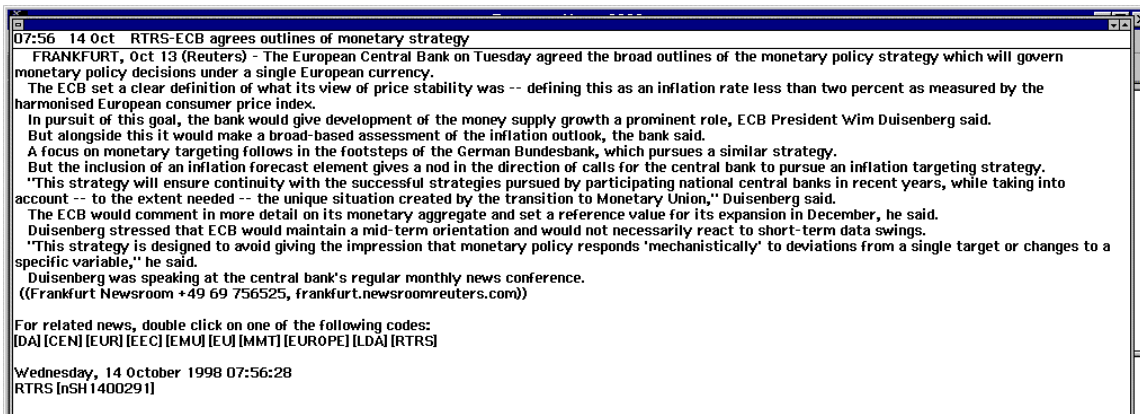 07:56 14 Oct RTRS-ECB agrees outlines of monetary strategy
FRANKFURT, Oct 13 (Reuters) - The European Central Bank on Tuesday agreed the broad outlines of the monetary policy strategy which will govern
monetary policy decisions under a single European currency.
The ECB set a clear definition of what its view of price stability was -- defining this as an inflation rate less than two percent as measured by the
harmonised European consumer price index.
In pursuit of this goal, the bank would give development of the money supply growth a prominent role, ECB President Wim Duisenberg said.
But alongside this it would make a broad-based assessment of the inflation outlook, the bank said.
A focus on monetary targeting follows in the footsteps of the German Bundesbank, which pursues a similar strategy.
But the inclusion of an inflation forecast element gives a nod in the direction of calls for the central bank to pursue an inflation targeting strategy.
"This strategy will ensure continuity with the successful strategies pursued by participating national central banks in recent years, while taking into
account -- to the extent needed -- the unique situation created by the transition to Monetary Union," Duisenberg said.
The ECB would comment in more detail on its monetary aggregate and set a reference value for its expansion in December, he said.
Duisenberg stressed that ECB would maintain a mid-term orientation and would not necessarily react to short-term data swings.
"This strategy is designed to avoid giving the impression that monetary policy responds 'mechanistically' to deviations from a single target or changes to a
specific variable," he said.
Duisenberg was speaking at the central bank's regular monthly news conference.
((Frankfurt Newsroom +49 69 756525, frankfurt.newsroomreuters.com))
For related news, double click on one of the following codes:
[DA] [CEN] [EUR] [EEC] [EMU] [EU] [MMT] [EUROPE] [LDA] [RTRS]
Wednesday, 14 October 1998 07:56:28
RTRS [nSH1400291]